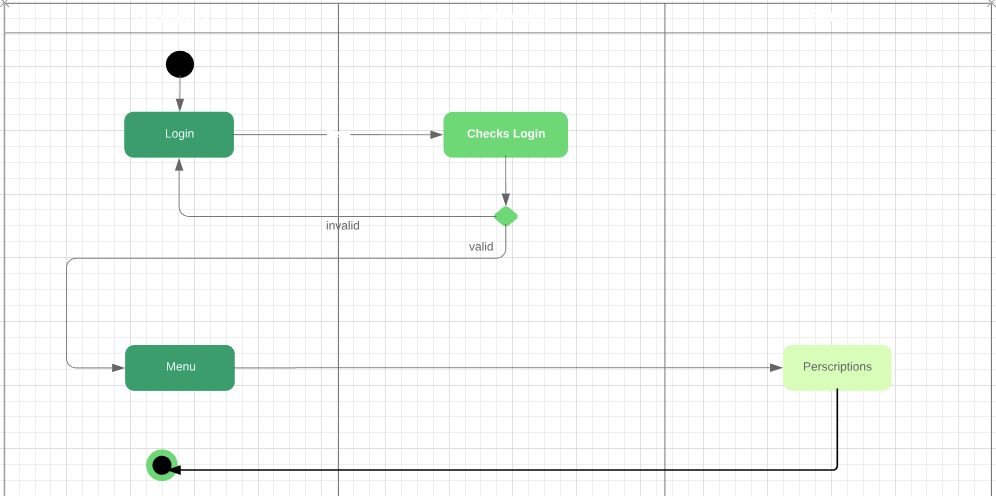 Login
Checks Login
invalid
valid
Menu
Perscriptions